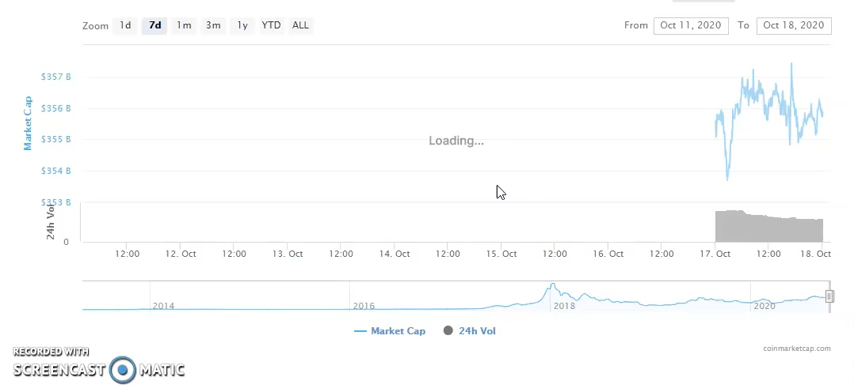 Zoom 1d 7d 1m 3m 1y YTD ALL From Oct 11, 2020 To Oct 18, 2020
$357 B
$356 B
$355 B
$354 B
$353 B
Market Cap
Loading...
24h Vol
0
12:00 12. Oct 12:00 13. Oct 12:00 14. Oct 12:00 15. Oct 12:00 16. Oct 12:00 17. Oct 12:00 18. Oct
2014 2016 2018 2020
Market Cap 24h Vol
coinmarketcap.com
RECORDED WITH
SCREENCAST MATIC